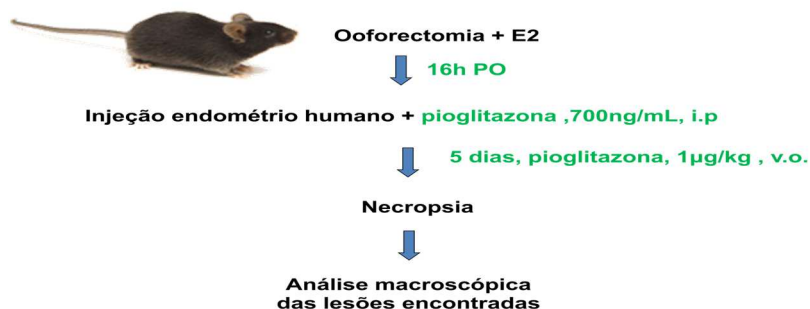 Ooforectomia + E2
16h PO
Injeção endométrio humano + pioglitazona ,700ng/mL, i.p
5 dias, pioglitazona, 1µg/kg , v.o.
Necropsia
Análise macroscópica
das lesões encontradas